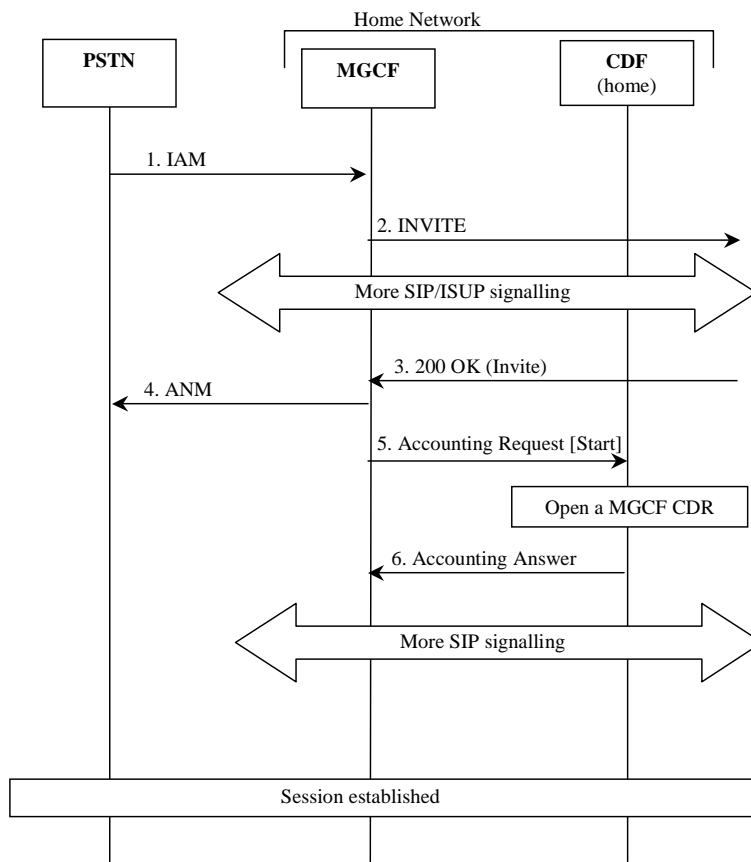 Home Network
PSTN
MGCF
CDF
(home)
1. IAM
2. INVITE
More SIP/ISUP signalling
3. 200 OK (Invite)
4. ANM
5. Accounting Request [Start]
Open a MGCF CDR
6. Accounting Answer
More SIP signalling
Session established